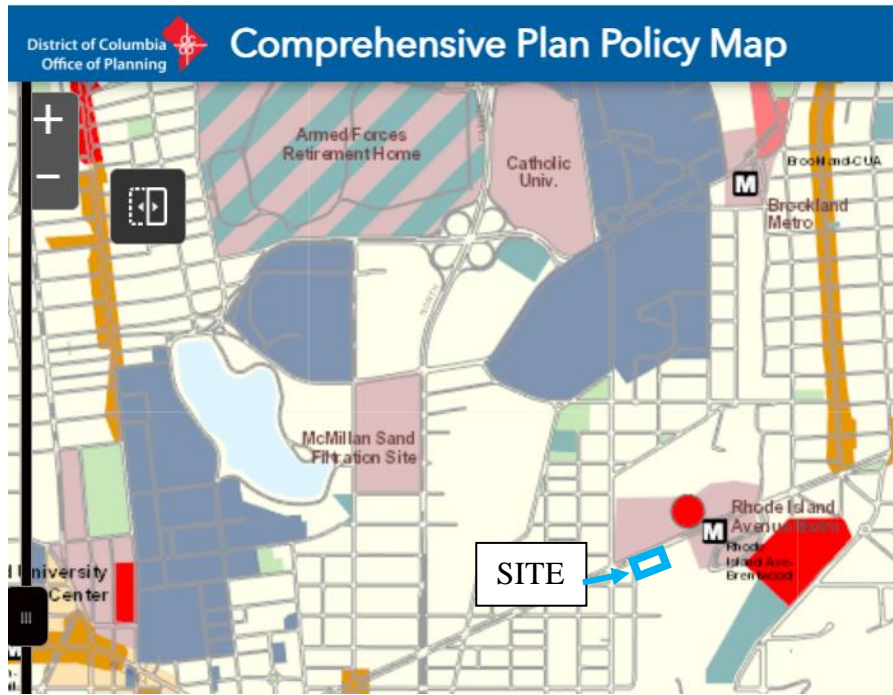 District of Columbia
Office of Planning
Comprehensive Plan Policy Map
+
−
Armed Forces
Retirement Home
Catholic
Univ.
M
Brookland-CUA
Brookland
Metro
NORTH
McMillan Sand
Filtration Site
Rhode Island
Avenue Metro
M
Rhode
Island Ave-
Brentwood
SITE
d University
Center
M